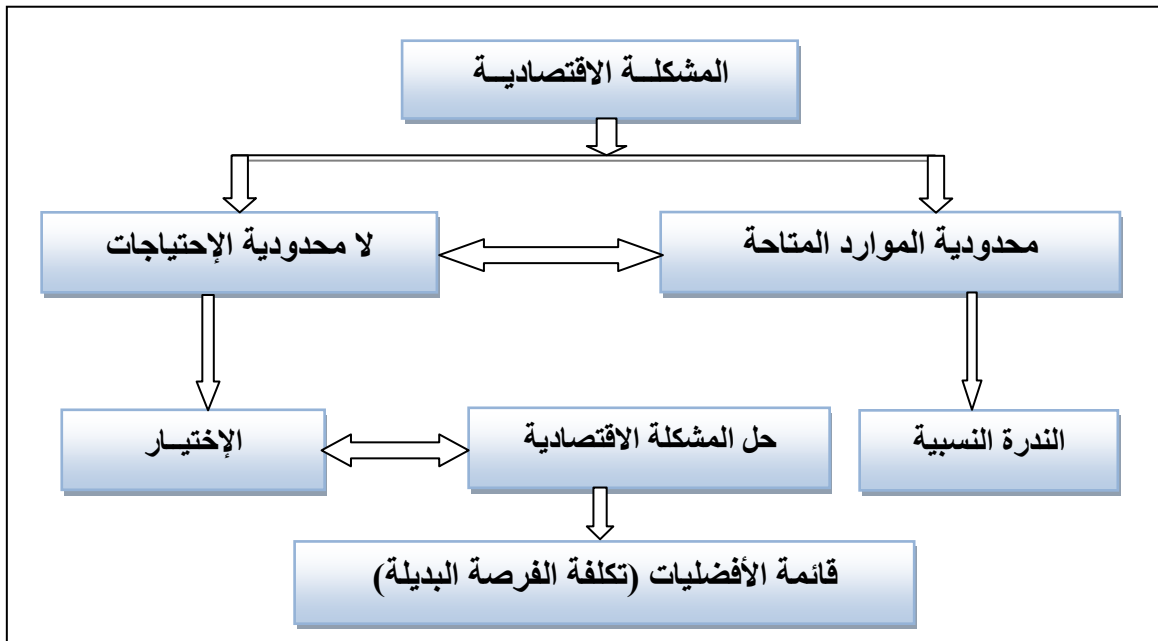 المشكلــة الاقتصاديــة
محدودية الموارد المتاحة
لا محدودية الإحتياجات
الندرة النسبية
حل المشكلة الاقتصادية
الإختيــار
قائمة الأفضليات (تكلفة الفرصة البديلة)